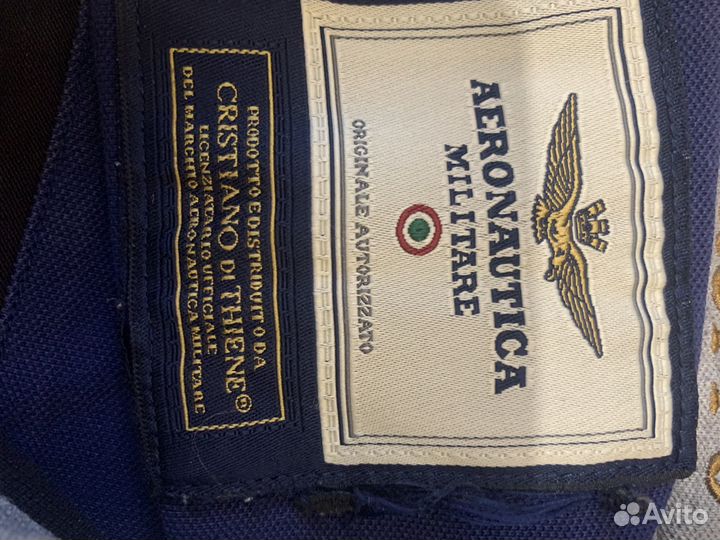 AERONAUTICA
MILITARE
ORIGINALE AUTORIZZATO
PRODOTTO E DISTRIBUITO DA
CRISTIANO DI THIENE®
LICENZIATARIO UFFICIALE
DEL MARCHIO AERONAUTICA MILITARE
Avito